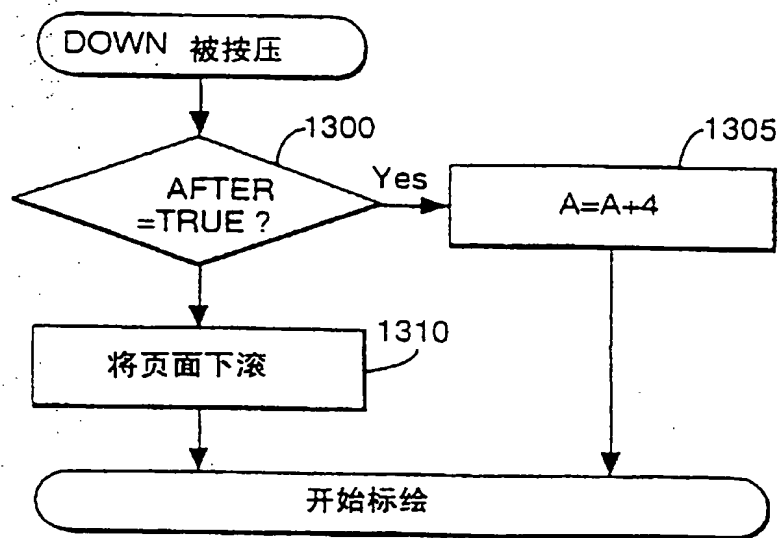 DOWN 被按压
1300
AFTER
=TRUE ?
Yes
1305
A=A+4
1310
将页面下滚
开始标绘